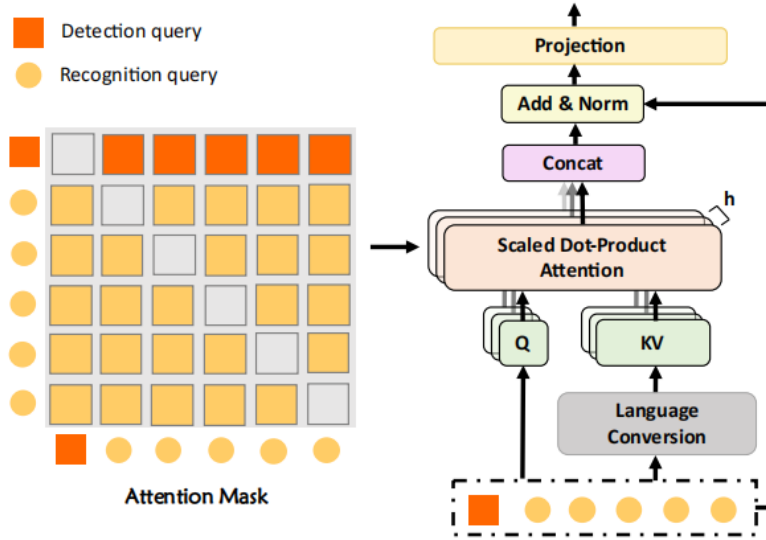 Detection query
Recognition query
Attention Mask
Projection
Add & Norm
Concat
h
Scaled Dot-Product
Attention
Q
KV
Language
Conversion